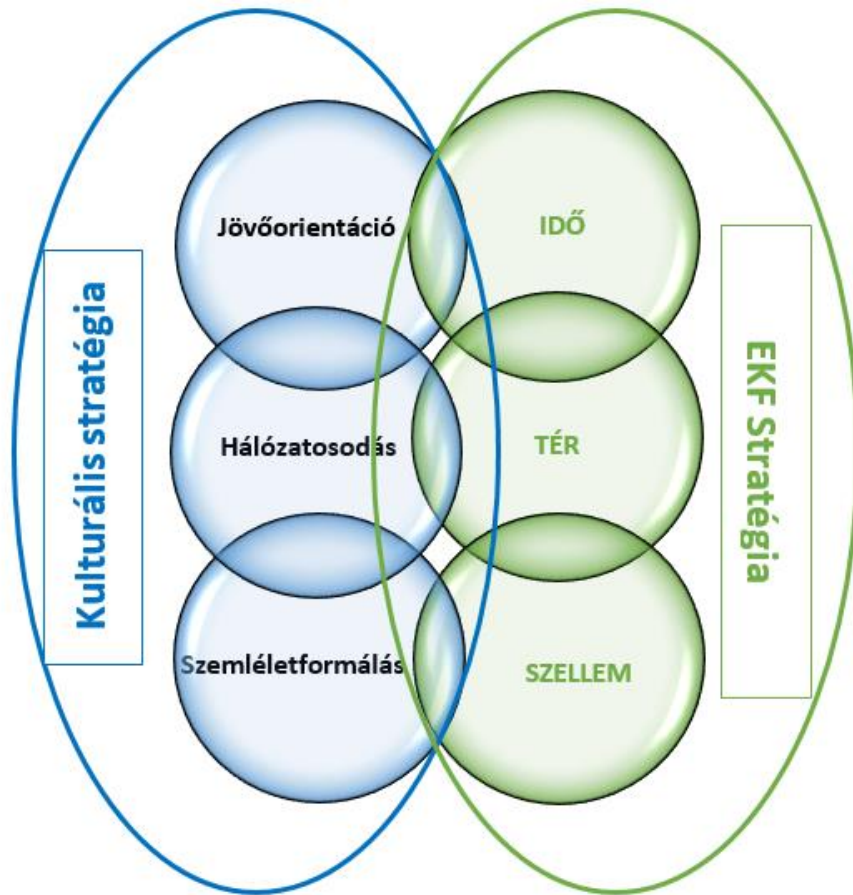 Kulturális stratégia
Jövőorientáció
Hálózatosodás
Szemléletformálás
IDŐ
TÉR
SZELLEM
EKF Stratégia